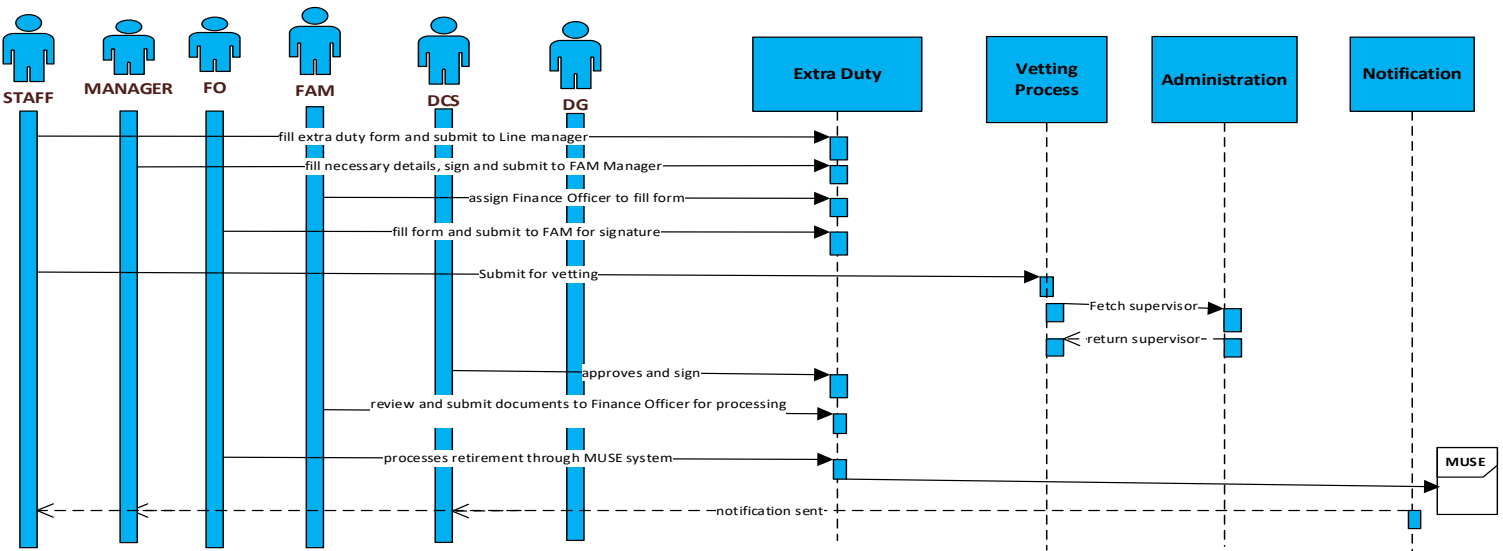 STAFF
MANAGER
FO
FAM
DCS
DG
Extra Duty
Vetting
Process
Administration
Notification
fill extra duty form and submit to Line manager
fill necessary details, sign and submit to FAM Manager
assign Finance Officer to fill form
fill form and submit to FAM for signature
Submit for vetting
Fetch supervisor
return supervisor
approves and sign
review and submit documents to Finance Officer for processing
processes retirement through MUSE system
MUSE
notification sent